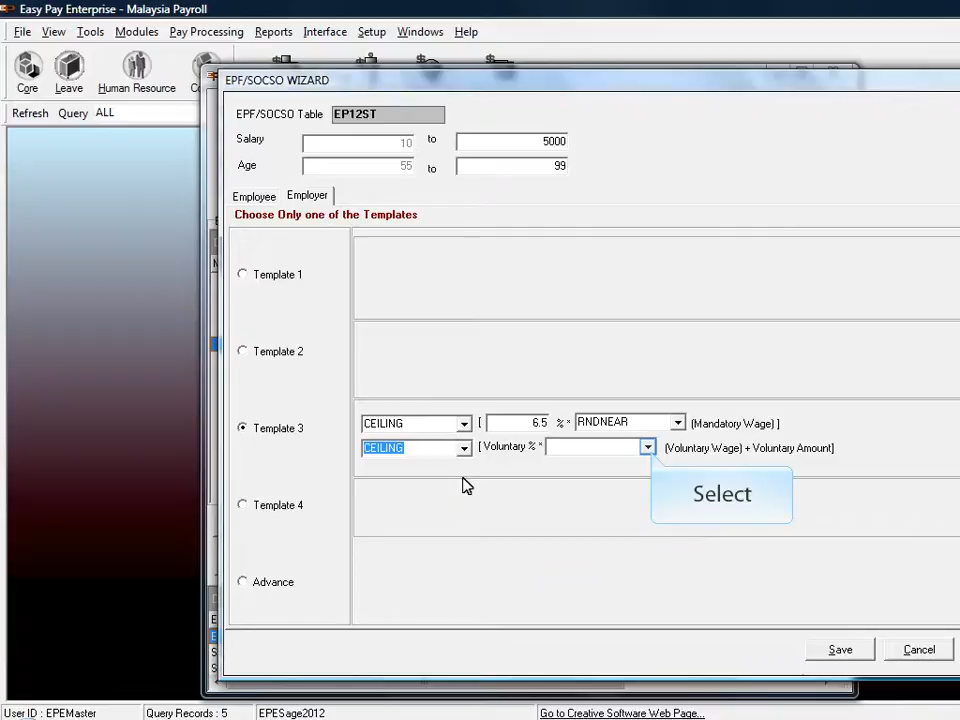 Easy Pay Enterprise - Malaysia Payroll
File View Tools Modules Pay Processing Reports Interface Setup Windows Help
Core Leave Human Resource
Refresh Query ALL
EPF/SOCSO WIZARD
EPF/SOCSO Table EP12ST
Salary 10 to 5000
Age 55 to 99
Employee Employer
Choose Only one of the Templates
Template 1
Template 2
Template 3 CEILING [ 6.5 % * RNDNEAR (Mandatory Wage) ]
CEILING [ Voluntary % * (Voluntary Wage) + Voluntary Amount]
Select
Template 4
Advance
Save Cancel
User ID : EPEMaster Query Records : 5 EPESage2012 Go to Creative Software Web Page...